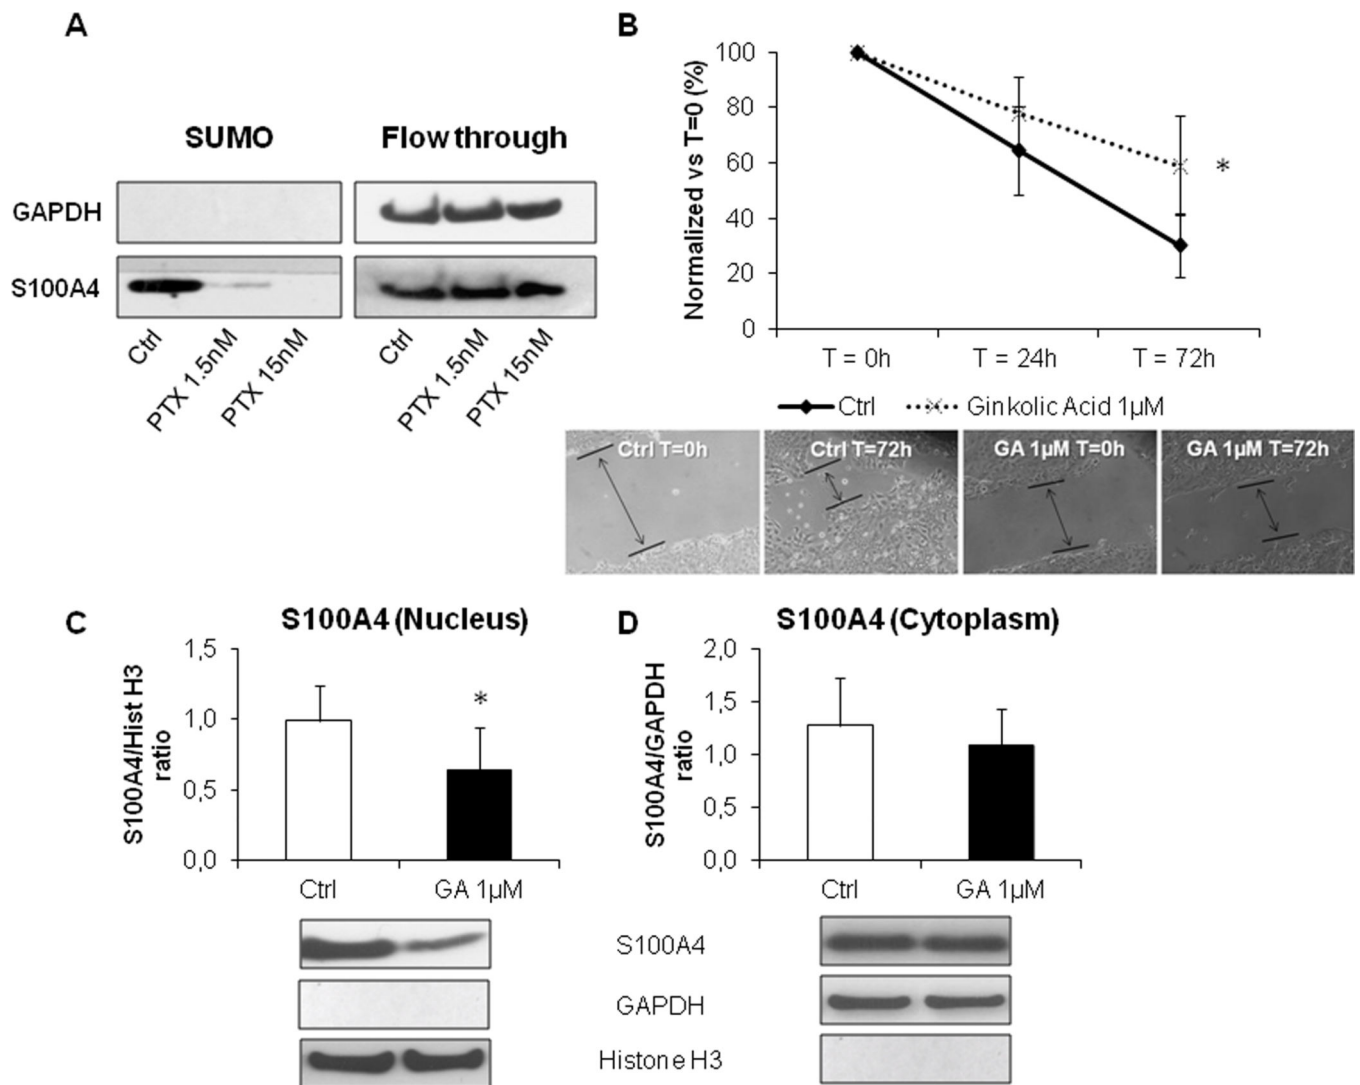 A
SUMO
Flow through
GAPDH
S100A4
Ctrl
PTX 1.5nM
PTX 15nM
Ctrl
PTX 1.5nM
PTX 15nM
B
Normalized vs T=0 (%)
100
80
60
40
20
0
*
T = 0h
T = 24h
T = 72h
Ctrl
Ginkolic Acid 1µM
Ctrl T=0h
Ctrl T=72h
GA 1µM T=0h
GA 1µM T=72h
C
S100A4 (Nucleus)
S100A4/Hist H3
ratio
1,5
1,0
0,5
0,0
*
Ctrl
GA 1µM
D
S100A4 (Cytoplasm)
S100A4/GAPDH
ratio
2,0
1,5
1,0
0,5
0,0
Ctrl
GA 1µM
S100A4
GAPDH
Histone H3